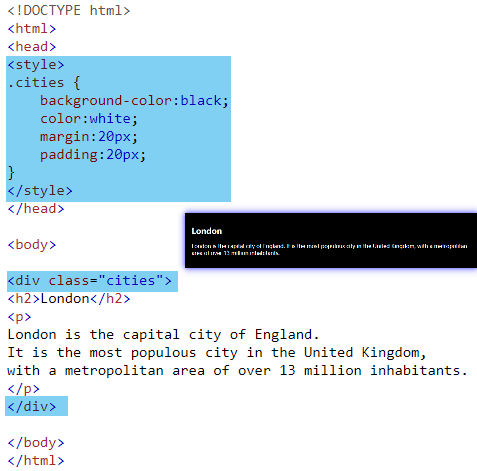 <!DOCTYPE html>
<html>
<head>
<style>
.cities {
    background-color:black;
    color:white;
    margin:20px;
    padding:20px;
}
</style>
</head>
London
London is the capital city of England. It is the most populous city in the United Kingdom, with a metropolitan
area of over 13 million inhabitants.
<body>
<div class="cities">
<h2>London</h2>
<p>
London is the capital city of England.
It is the most populous city in the United Kingdom,
with a metropolitan area of over 13 million inhabitants.
</p>
</div>
</body>
</html>